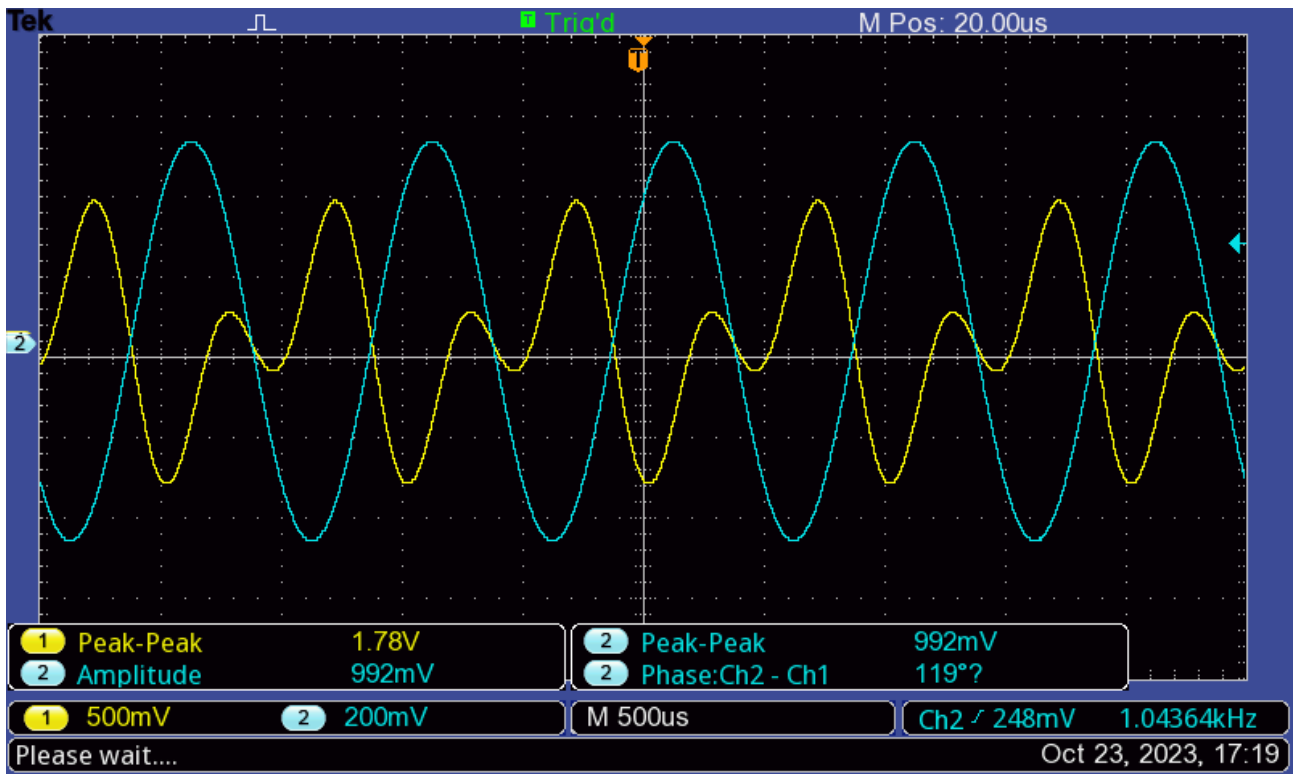 Tek T Trig'd M Pos: 20.00us
T
2
1 Peak-Peak 1.78V 2 Peak-Peak 992mV
2 Amplitude 992mV 2 Phase:Ch2 - Ch1 119°?
1 500mV 2 200mV M 500us Ch2 / 248mV 1.04364kHz
Please wait.... Oct 23, 2023, 17:19